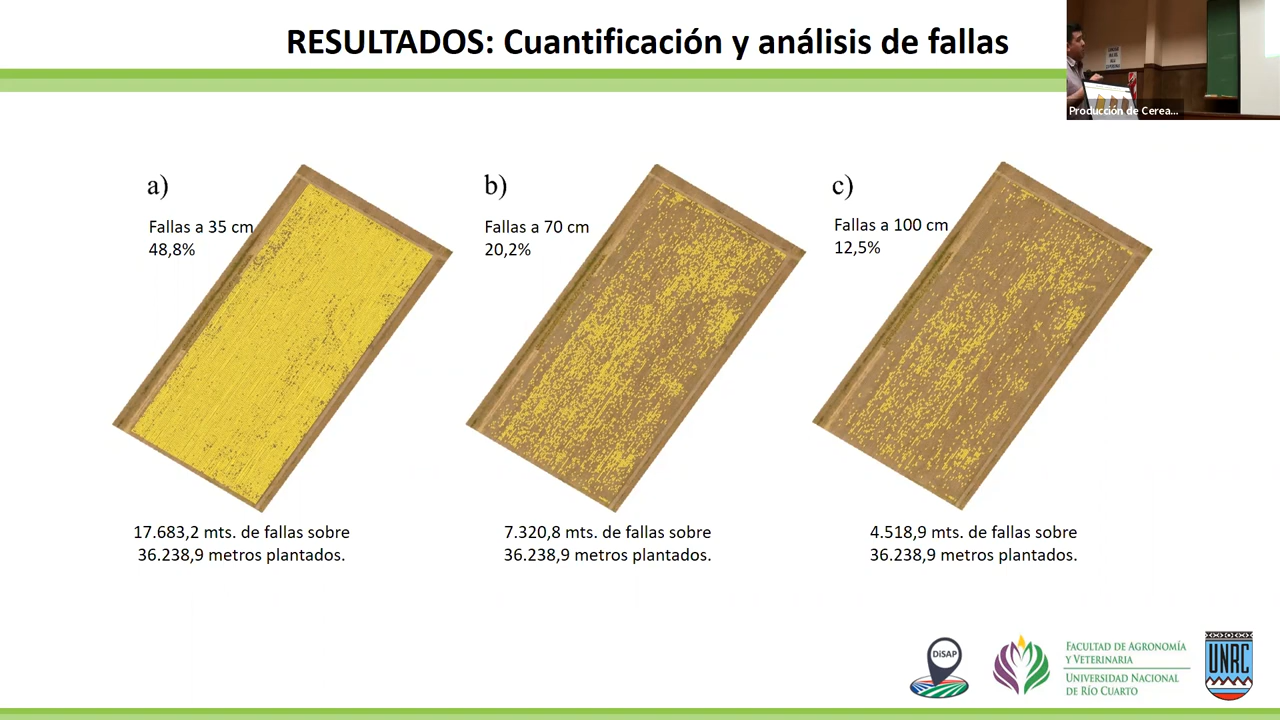 RESULTADOS: Cuantificación y análisis de fallas
Producción de Cerea...
a)
Fallas a 35 cm
48,8%
17.683,2 mts. de fallas sobre
36.238,9 metros plantados.
b)
Fallas a 70 cm
20,2%
7.320,8 mts. de fallas sobre
36.238,9 metros plantados.
c)
Fallas a 100 cm
12,5%
4.518,9 mts. de fallas sobre
36.238,9 metros plantados.
DiSAP
FACULTAD DE AGRONOMÍA
Y VETERINARIA
UNIVERSIDAD NACIONAL
DE RÍO CUARTO
UNRC